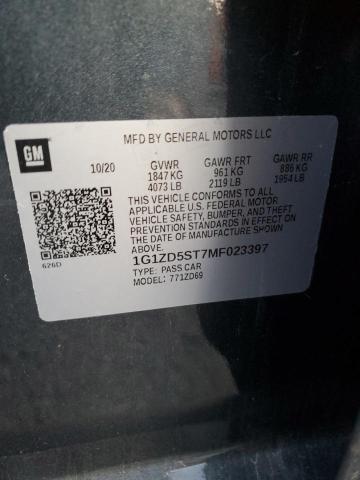 GM
MFD BY GENERAL MOTORS LLC
10/20 GVWR GAWR FRT GAWR RR
1847 KG 961 KG 886 KG
4073 LB 2119 LB 1954 LB
THIS VEHICLE CONFORMS TO ALL
APPLICABLE U.S. FEDERAL MOTOR
VEHICLE SAFETY, BUMPER, AND THEFT
PREVENTION STANDARDS IN EFFECT ON
THE DATE OF MANUFACTURE SHOWN
ABOVE.
1G1ZD5ST7MF023397
TYPE: PASS CAR
MODEL: 771ZD69
626D